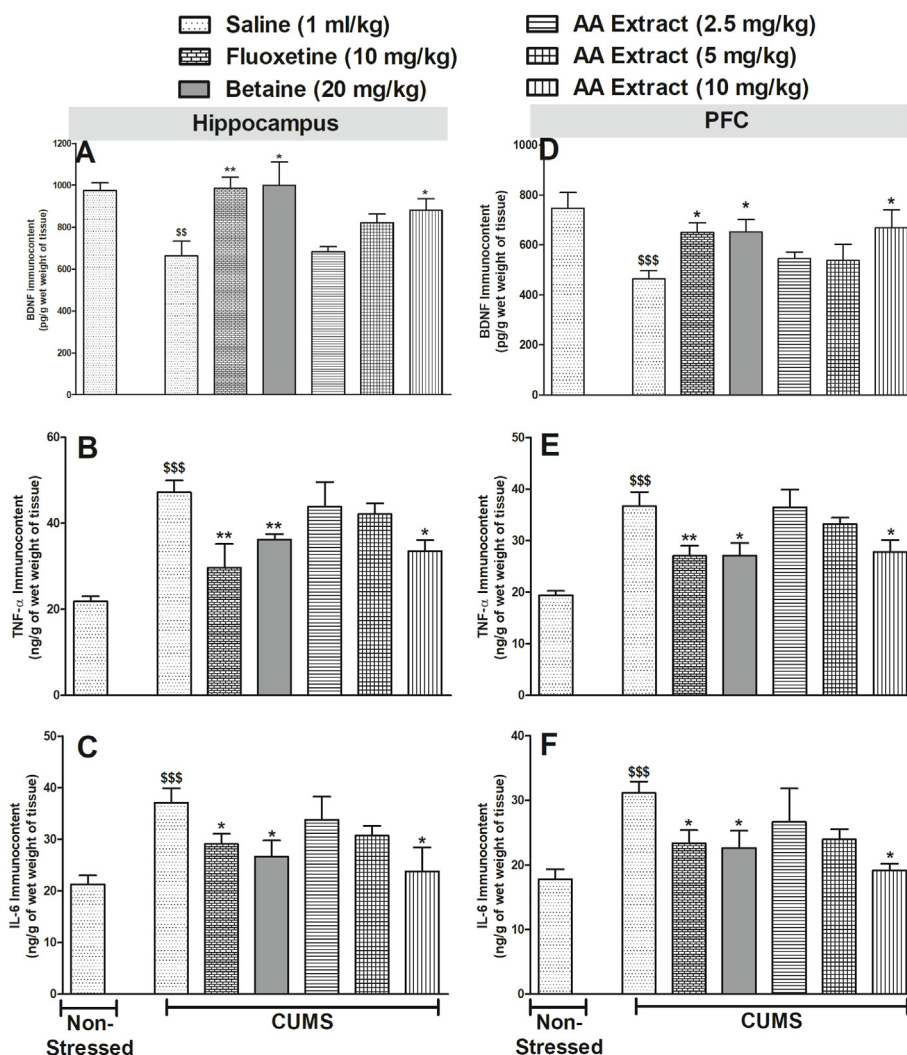 Saline (1 ml/kg)
Fluoxetine (10 mg/kg)
Betaine (20 mg/kg)
AA Extract (2.5 mg/kg)
AA Extract (5 mg/kg)
AA Extract (10 mg/kg)
Hippocampus
PFC
A
BDNF immunocontent
(pg/g wet weight of tissue)
1200
1000
800
600
400
200
0
$$
**
*
*
D
BDNF Immunocontent
(pg/g wet weight of tissue)
1000
800
600
400
200
0
$$$
*
*
*
B
TNF-α Immunocontent
(ng/g of wet weight of tissue)
60
40
20
0
$$$
**
**
*
E
TNF-α Immunocontent
(ng/g of wet weight of tissue)
50
40
30
20
10
0
$$$
**
*
*
C
IL-6 Immunocontent
(ng/g of wet weight of tissue)
50
40
30
20
10
0
$$$
*
*
*
F
IL-6 Immunocontent
(ng/g of wet weight of tissue)
40
30
20
10
0
$$$
*
*
*
Non-
Stressed
CUMS
Non-
Stressed
CUMS